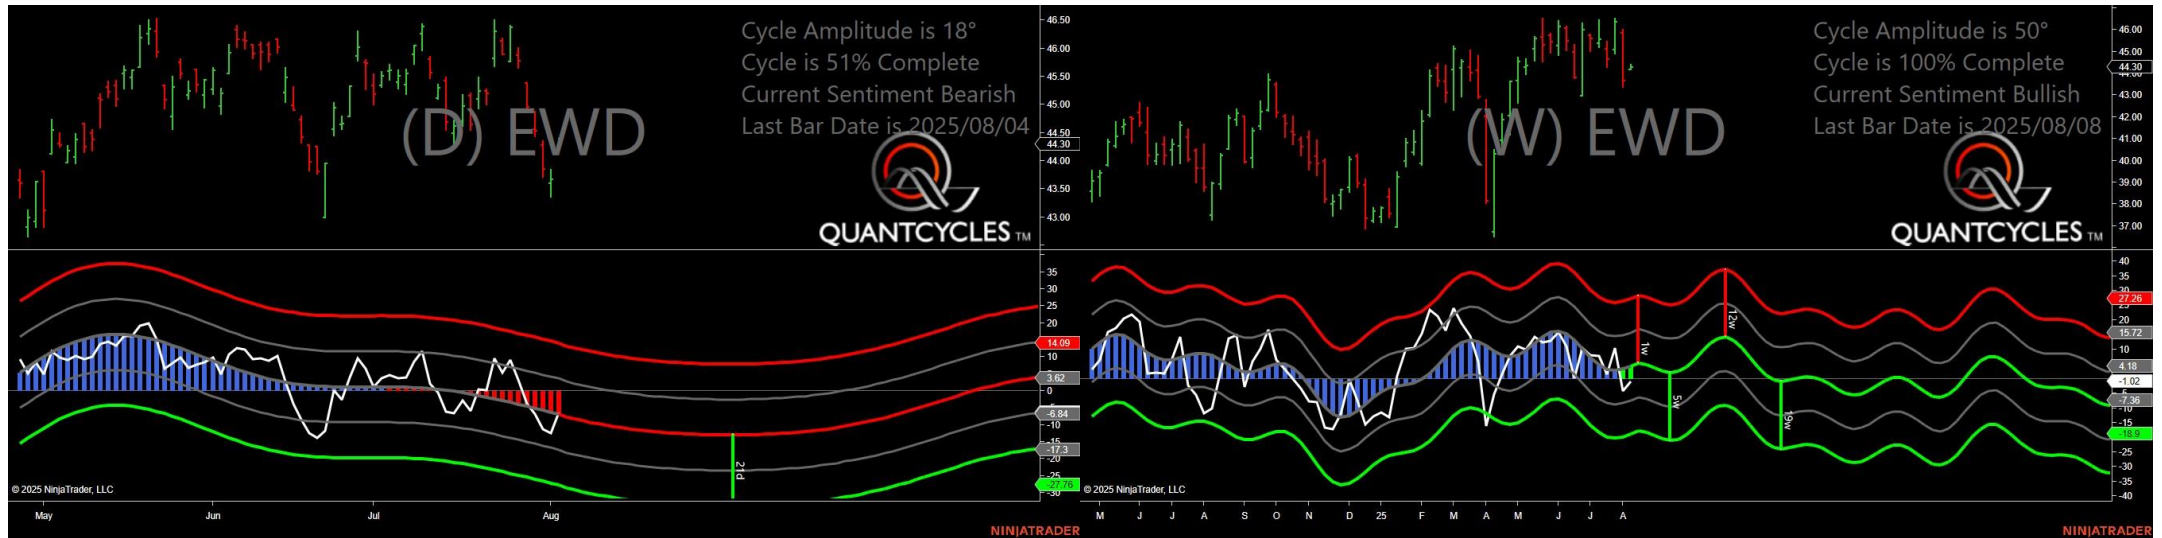 Cycle Amplitude is 18°
Cycle is 51% Complete
Current Sentiment Bearish
Last Bar Date is 2025/08/04
(D) EWD
QUANTCYCLES TM
46.50
46.00
45.50
45.00
44.50
44.30
44.00
43.50
43.00
35
30
25
20
14.09
10
3.62
0
-6.84
-10
-15
-17.3
-20
-27.76
-30
21d
© 2025 NinjaTrader, LLC
May Jun Jul Aug
NINJATRADER
Cycle Amplitude is 50°
Cycle is 100% Complete
Current Sentiment Bullish
Last Bar Date is 2025/08/08
(W) EWD
QUANTCYCLES TM
46.00
45.00
44.30
44.00
43.00
42.00
41.00
40.00
39.00
38.00
37.00
40
35
30
27.26
20
15.72
10
4.18
-1.02
-7.36
-10
-15
-18.9
-25
-30
-35
-40
1w
5w
12w
19w
© 2025 NinjaTrader, LLC
M J J A S O N D 25 F M A M J J A
NINJATRADER